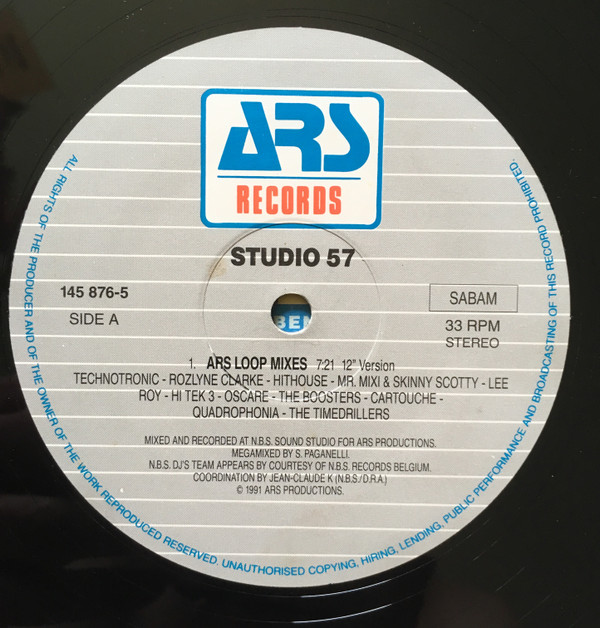 ARS
RECORDS
STUDIO 57
145 876-5
SIDE A
SABAM
33 RPM
STEREO
1. ARS LOOP MIXES 7:21 12" Version
TECHNOTRONIC - ROZLYNE CLARKE - HITHOUSE - MR. MIXI & SKINNY SCOTTY - LEE
ROY - HI TEK 3 - OSCARE - THE BOOSTERS - CARTOUCHE -
QUADROPHONIA - THE TIMEDRILLERS
MIXED AND RECORDED AT N.B.S. SOUND STUDIO FOR ARS PRODUCTIONS.
MEGAMIXED BY S. PAGANELLI.
N.B.S. DJ'S TEAM APPEARS BY COURTESY OF N.B.S. RECORDS BELGIUM.
COORDINATION BY JEAN-CLAUDE K (N.B.S./D.R.A.)
© 1991 ARS PRODUCTIONS.
ALL RIGHTS OF THE PRODUCER AND OF THE OWNER OF THE WORK REPRODUCED RESERVED. UNAUTHORISED COPYING, HIRING, LENDING, PUBLIC PERFORMANCE AND BROADCASTING OF THIS RECORD PROHIBITED.